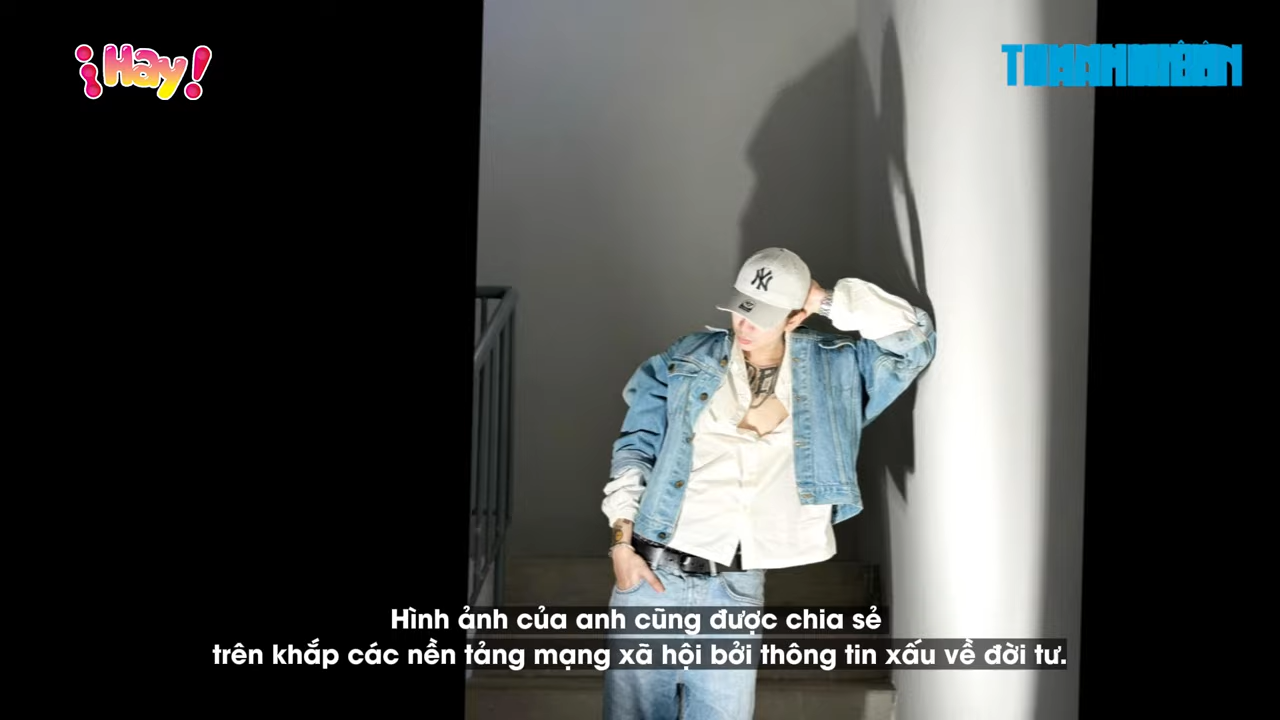 ¡Hay!
NY
Hình ảnh của anh cũng được chia sẻ
trên khắp các nền tảng mạng xã hội bởi thông tin xấu về đời tư.